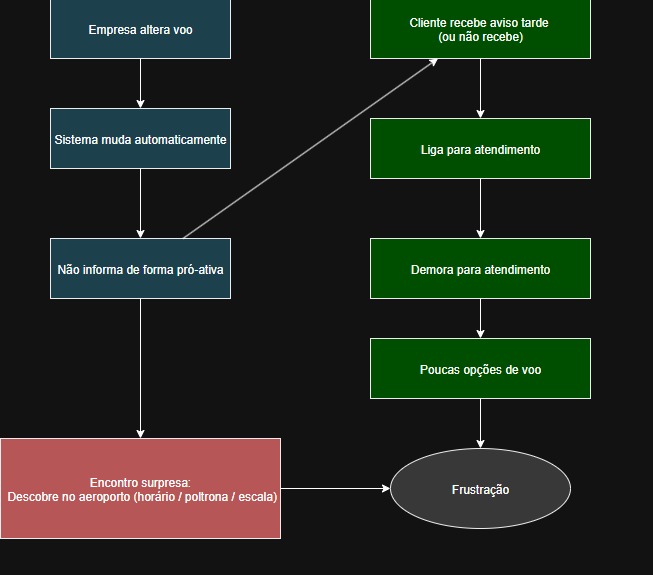 Empresa altera voo
Sistema muda automaticamente
Não informa de forma pró-ativa
Encontro surpresa:
Descobre no aeroporto (horário / poltrona / escala)
Cliente recebe aviso tarde
(ou não recebe)
Liga para atendimento
Demora para atendimento
Poucas opções de voo
Frustração